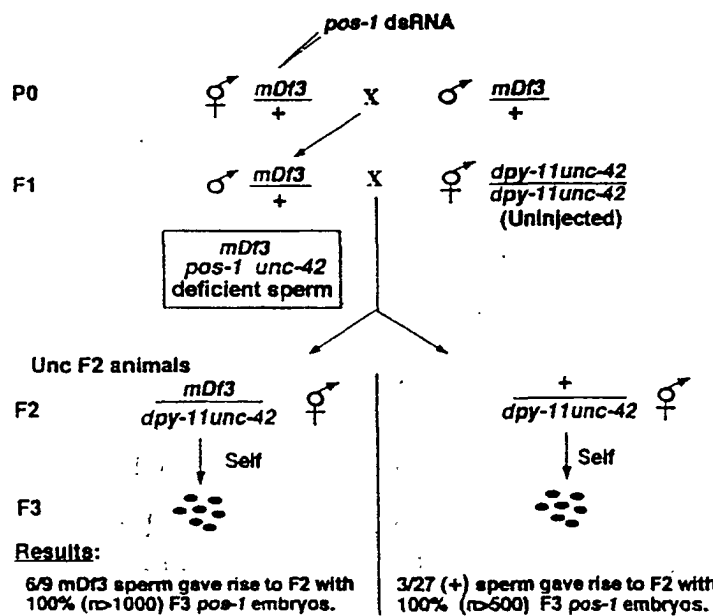 pos-1 dsRNA
P0 mDf3 X mDf3
+ +
F1 mDf3 X dpy-11unc-42
+ dpy-11unc-42
(Uninjected)
mDf3
pos-1 unc-42
deficient sperm
Unc F2 animals
F2 mDf3 +
dpy-11unc-42 dpy-11unc-42
Self Self
F3
Results:
6/9 mDf3 sperm gave rise to F2 with
100% (n>1000) F3 pos-1 embryos.
3/27 (+) sperm gave rise to F2 with
100% (n>500) F3 pos-1 embryos.